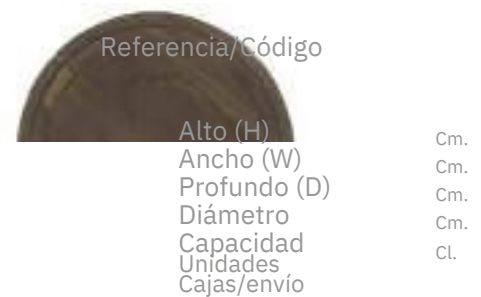 Referencia/Código
Alto (H) Cm.
Ancho (W) Cm.
Profundo (D) Cm.
Diámetro Cm.
Capacidad Cl.
Unidades
Cajas/envío